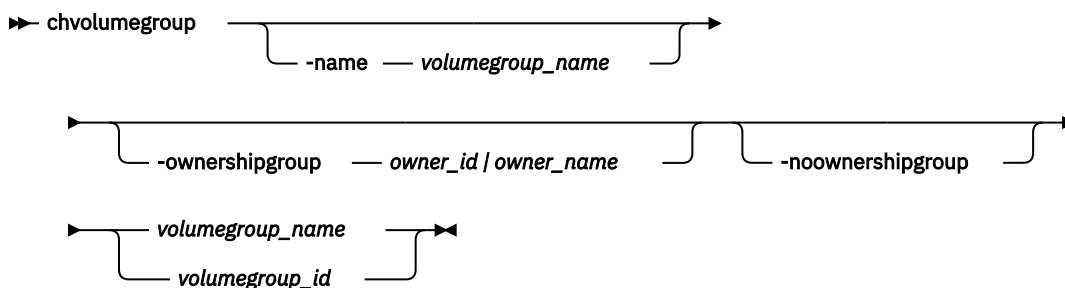 chvolumegroup
-name volumegroup_name
-ownershipgroup owner_id | owner_name -noownershipgroup
volumegroup_name
volumegroup_id